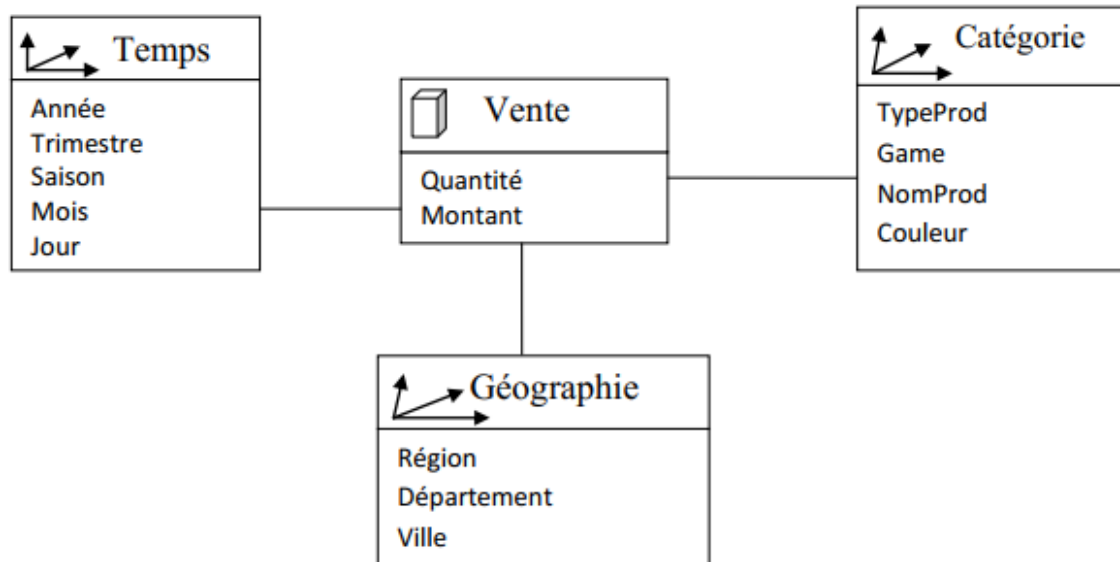 Temps
Année
Trimestre
Saison
Mois
Jour
Vente
Quantité
Montant
Catégorie
TypeProd
Game
NomProd
Couleur
Géographie
Région
Département
Ville